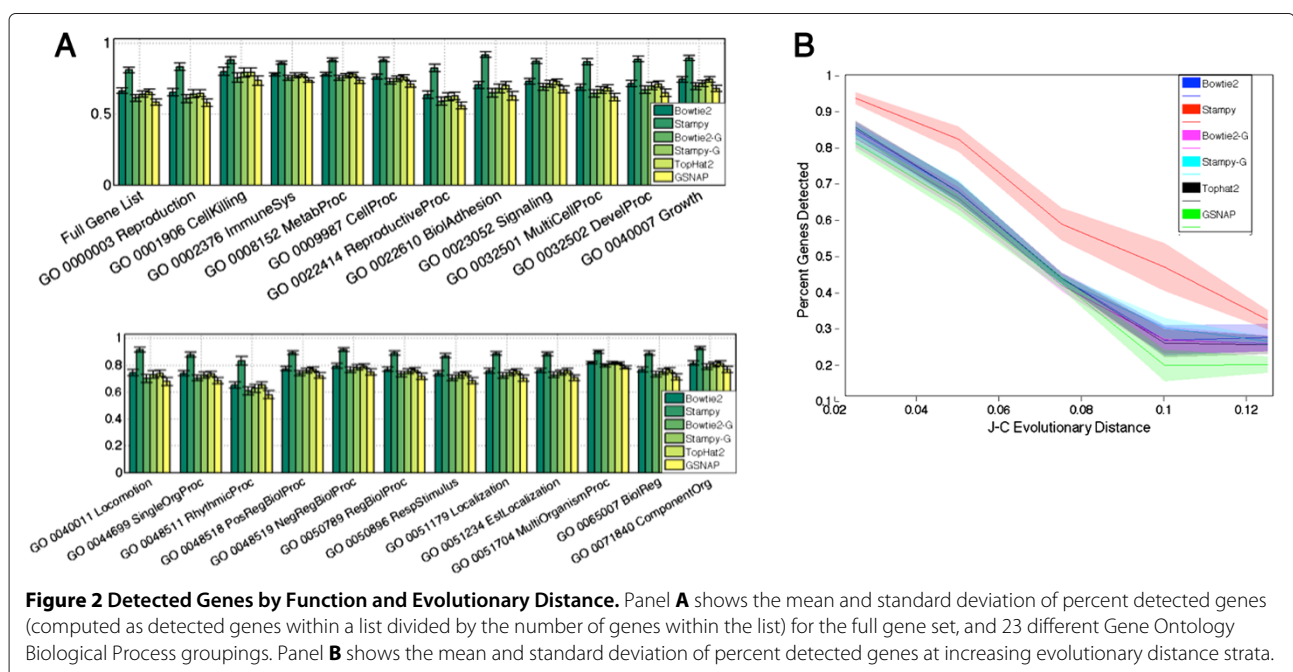 A
1
0.5
0
Bowtie2
Stampy
Bowtie2-G
Stampy-G
TopHat2
GSNAP
Full Gene List
GO 0000003 Reproduction
GO 0001906 CellKilling
GO 0002376 ImmuneSys
GO 0008152 MetabProc
GO 0009987 CellProc
GO 0022414 ReproductiveProc
GO 0022610 BiolAdhesion
GO 0023052 Signaling
GO 0032501 MultiCellProc
GO 0032502 DevelProc
GO 0040007 Growth
1
0.8
0.6
0.4
0.2
0
Bowtie2
Stampy
Bowtie2-G
Stampy-G
TopHat2
GSNAP
GO 0040011 Locomotion
GO 0044699 SingleOrgProc
GO 0048511 RhythmicProc
GO 0048518 PosRegBiolProc
GO 0048519 NegRegBiolProc
GO 0050789 RegBiolProc
GO 0050896 RespStimulus
GO 0051179 Localization
GO 0051234 EstLocalization
GO 0051704 MultiOrganismProc
GO 0065007 BiolReg
GO 0071840 ComponentOrg
B
Percent Genes Detected
1
0.9
0.8
0.7
0.6
0.5
0.4
0.3
0.2
0.1
0.02
0.04
0.06
0.08
0.1
0.12
J-C Evolutionary Distance
Bowtie2
Stampy
Bowtie2-G
Stampy-G
Tophat2
GSNAP
Figure 2 Detected Genes by Function and Evolutionary Distance. Panel A shows the mean and standard deviation of percent detected genes
(computed as detected genes within a list divided by the number of genes within the list) for the full gene set, and 23 different Gene Ontology
Biological Process groupings. Panel B shows the mean and standard deviation of percent detected genes at increasing evolutionary distance strata.